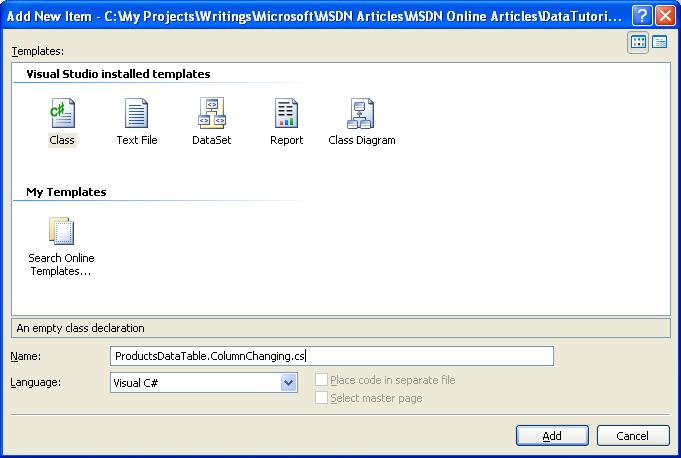 Add New Item - C:\My Projects\Writings\Microsoft\MSDN Articles\MSDN Online Articles\DataTutori...
Templates:
Visual Studio installed templates
C#
Class
Text File
DataSet
Report
Class Diagram
My Templates
Search Online
Templates...
An empty class declaration
Name:
ProductsDataTable.ColumnChanging.cs
Language:
Visual C#
Place code in separate file
Select master page
Add
Cancel